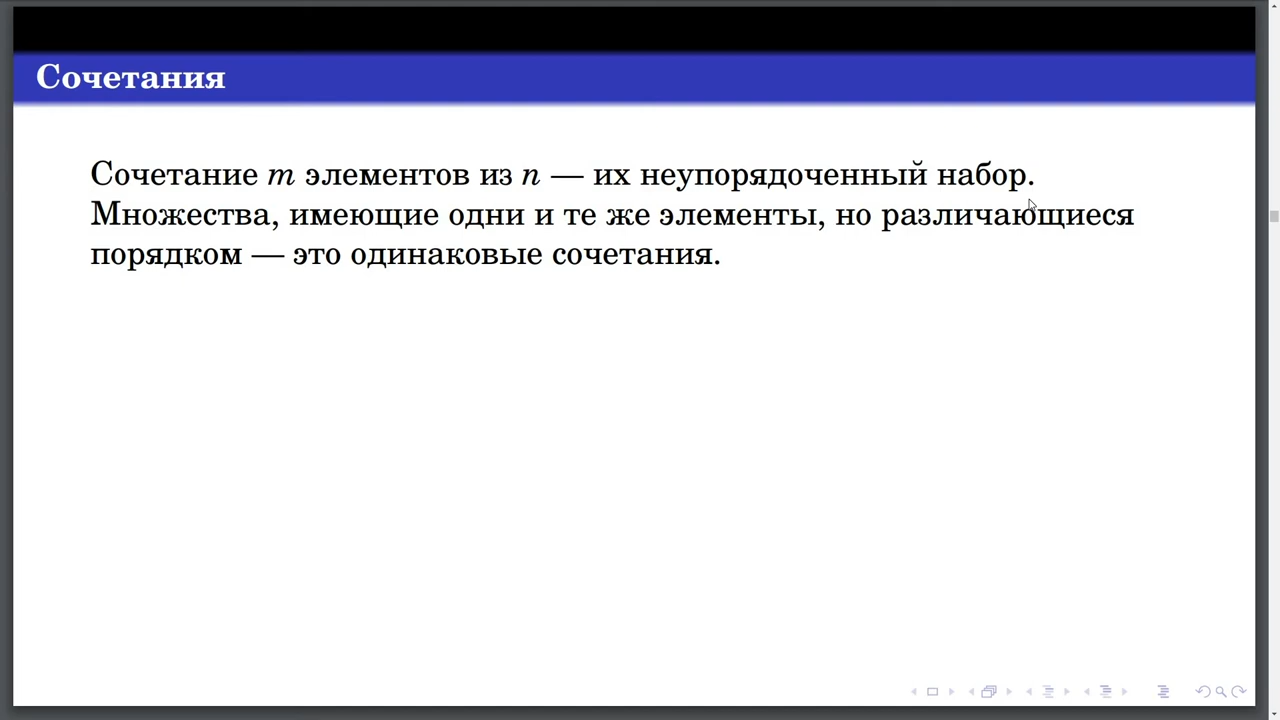 Сочетания
Сочетание m элементов из n — их неупорядоченный набор.
Множества, имеющие одни и те же элементы, но различающиеся
порядком — это одинаковые сочетания.